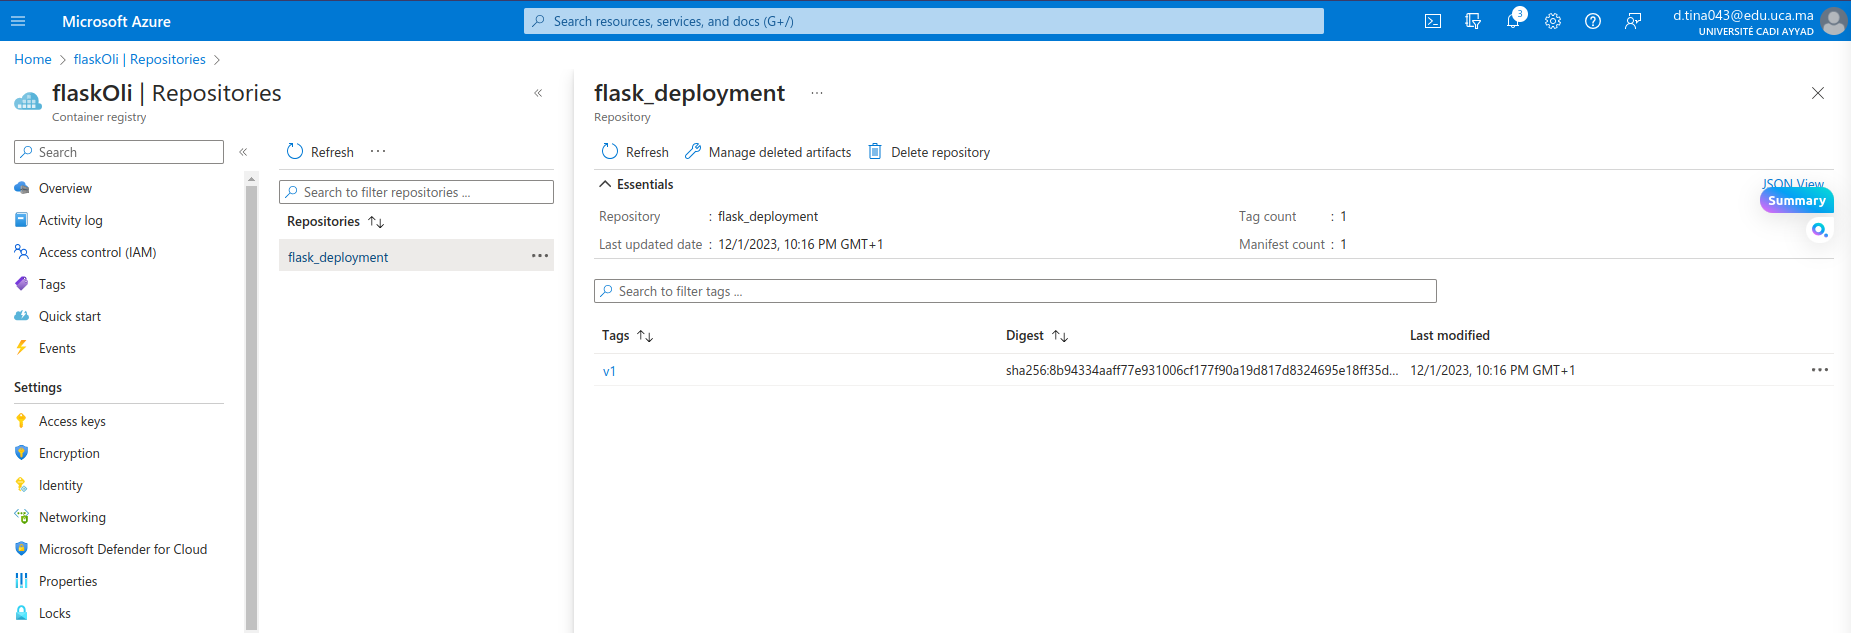 Microsoft Azure
Search resources, services, and docs (G+/)
3
d.tina043@edu.uca.ma
UNIVERSITÉ CADI AYYAD
Home > flaskOli | Repositories >
flaskOli | Repositories
Container registry
«
Search
«
Overview
Activity log
Access control (IAM)
Tags
Quick start
Events
Settings
Access keys
Encryption
Identity
Networking
Microsoft Defender for Cloud
Properties
Locks
Refresh ...
Search to filter repositories ...
Repositories ↑↓
flask_deployment ...
flask_deployment ...
Repository
Refresh Manage deleted artifacts Delete repository
Essentials
JSON View
Summary
Repository : flask_deployment
Tag count : 1
Last updated date : 12/1/2023, 10:16 PM GMT+1
Manifest count : 1
Search to filter tags ...
Tags ↑↓ Digest ↑↓ Last modified
v1 sha256:8b94334aaff77e931006cf177f90a19d817d8324695e18ff35d... 12/1/2023, 10:16 PM GMT+1 ...